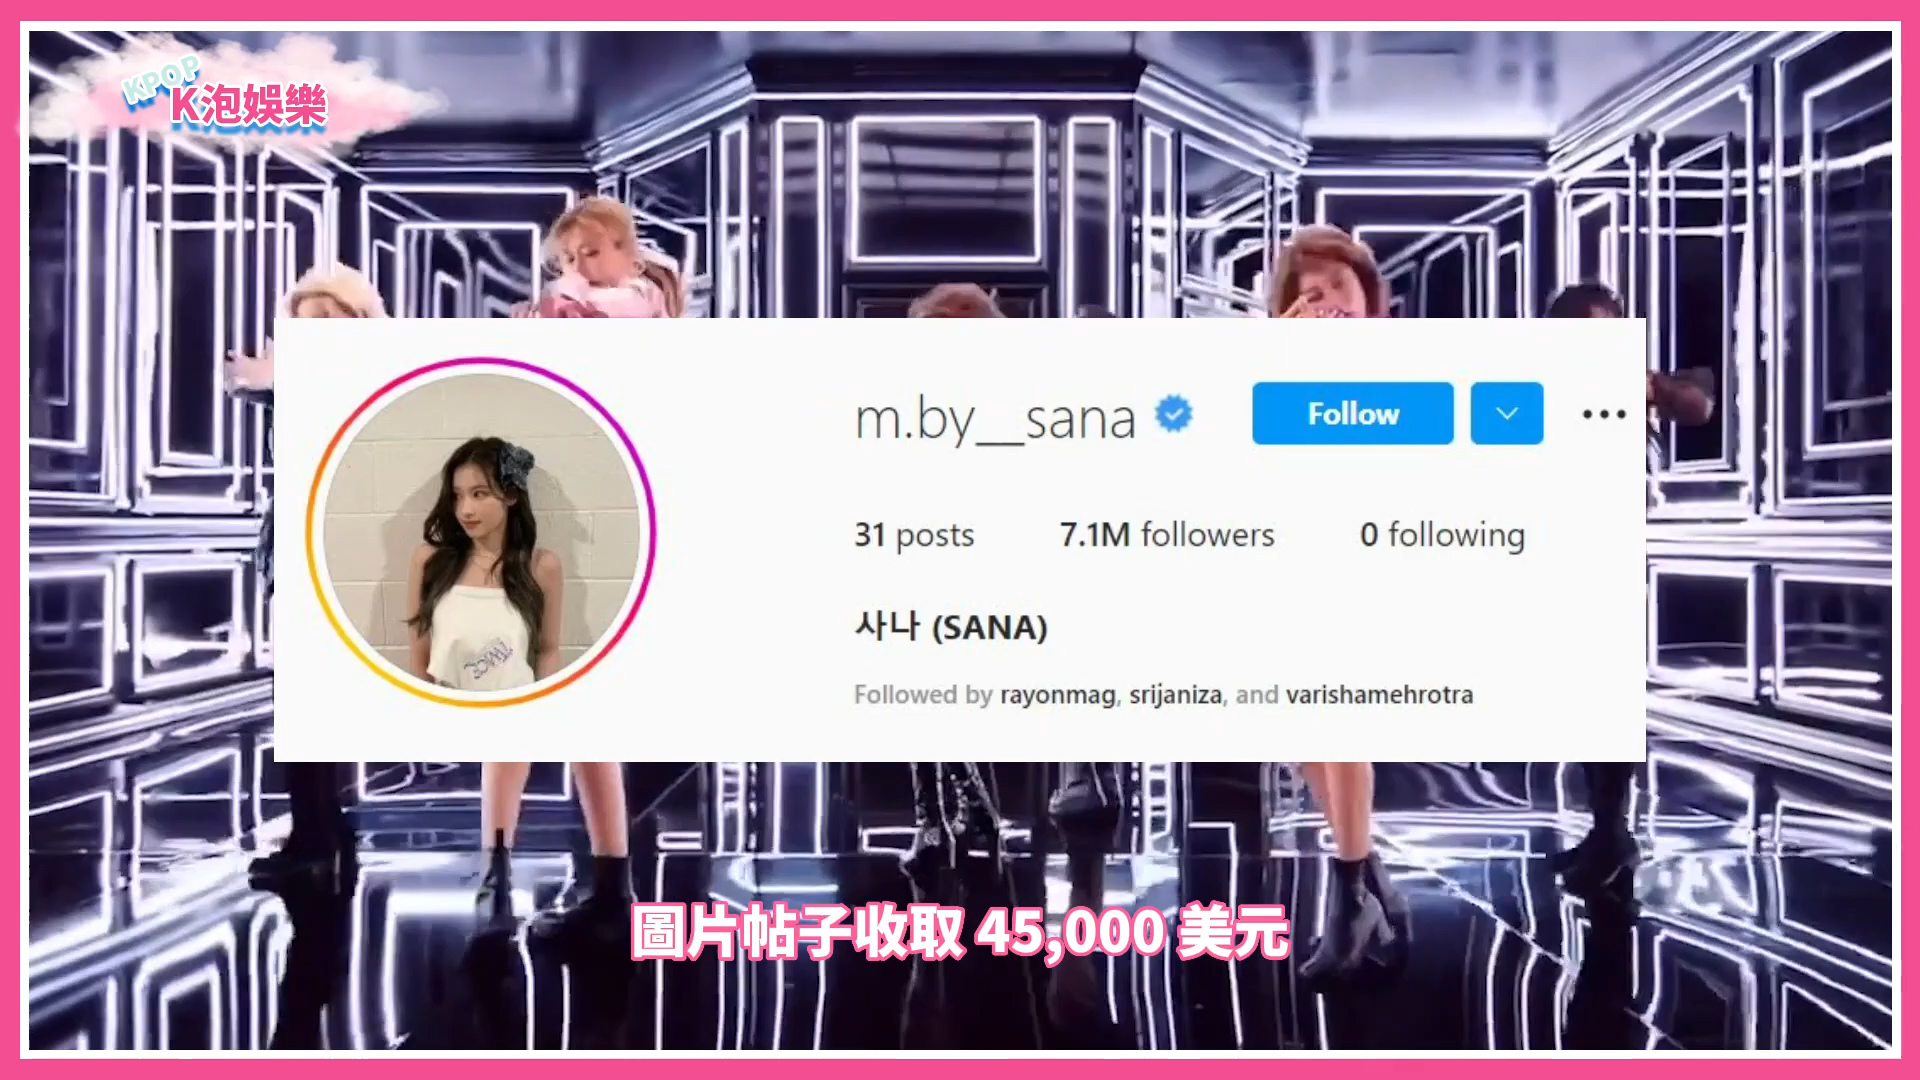 KPOP
K泡娛樂
m.by__sana
Follow
31 posts 7.1M followers 0 following
사나 (SANA)
Followed by rayonmag, srijaniza, and varishamehrotra
TWICE
圖片帖子收取 45,000 美元